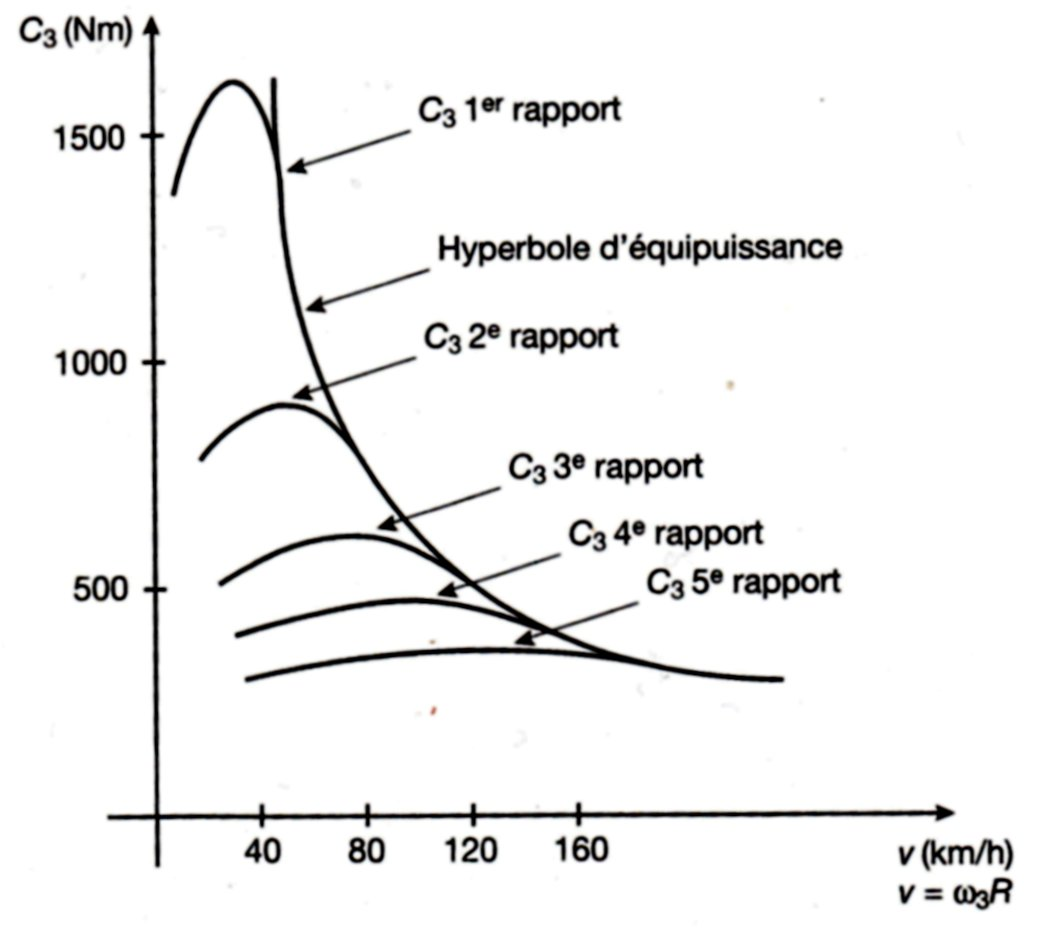 C₃ (Nm)
C₃ 1ᵉʳ rapport
1500
Hyperbole d'équipuissance
C₃ 2ᵉ rapport
1000
C₃ 3ᵉ rapport
C₃ 4ᵉ rapport
C₃ 5ᵉ rapport
500
40 80 120 160
v (km/h)
v = ω₃R